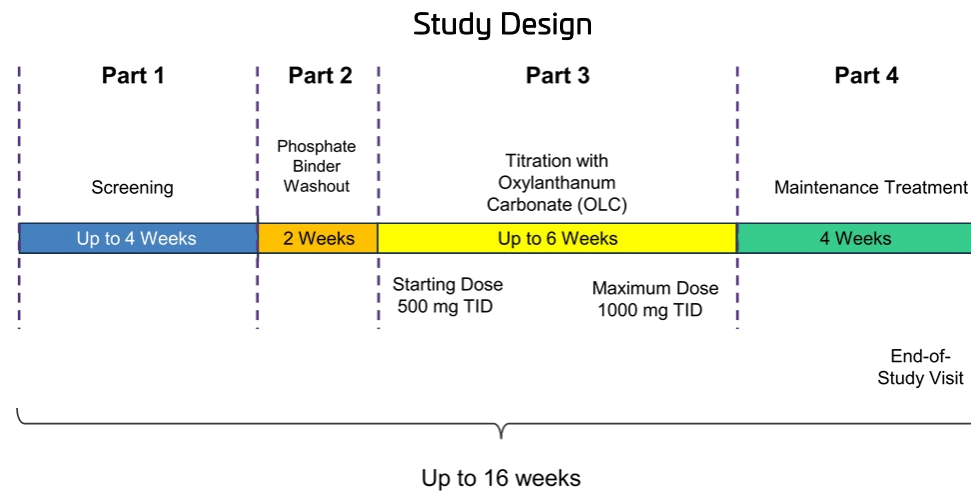 Study Design
Part 1
Part 2
Part 3
Part 4
Screening
Phosphate
Binder
Washout
Titration with
Oxylanthanum
Carbonate (OLC)
Maintenance Treatment
Up to 4 Weeks
2 Weeks
Up to 6 Weeks
4 Weeks
Starting Dose
500 mg TID
Maximum Dose
1000 mg TID
End-of-
Study Visit
Up to 16 weeks